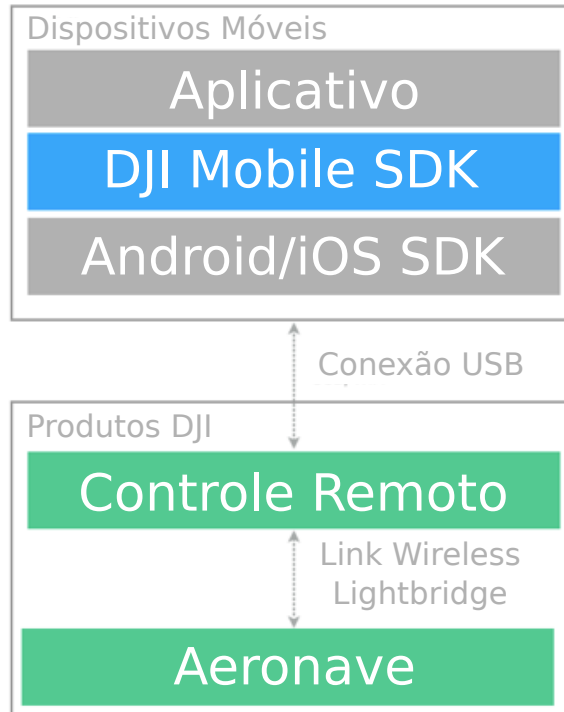 Dispositivos Móveis
Aplicativo
DJI Mobile SDK
Android/iOS SDK
Conexão USB
Produtos DJI
Controle Remoto
Link Wireless
Lightbridge
Aeronave